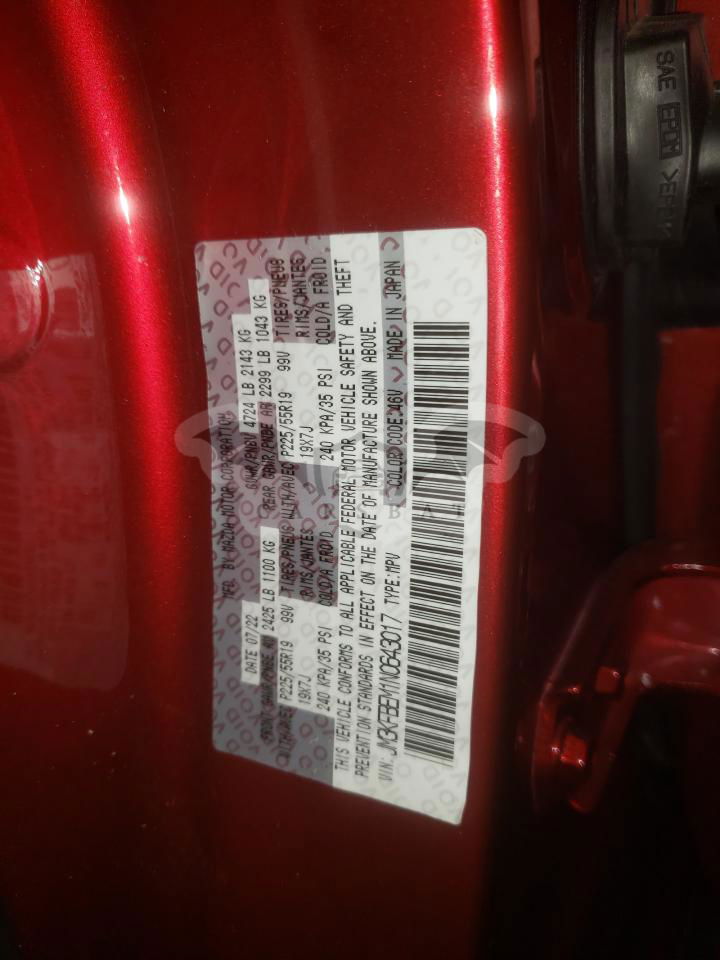 MFD. BY MAZDA MOTOR CORPORATION
DATE 07/22 GVWR/PNBV 4724 LB 2143 KG
FRONT GAWR/PNBE AV 2425 LB 1100 KG REAR GAWR/PNBE AR 2299 LB 1043 KG
WITH/AVEC P225/55R19 99V TIRES/PNEUS WITH/AVEC P225/55R19 99V TIRES/PNEUS
19X7J RIMS/JANTES 19X7J RIMS/JANTES
240 KPA/35 PSI COLD/A FROID 240 KPA/35 PSI COLD/A FROID
THIS VEHICLE CONFORMS TO ALL APPLICABLE FEDERAL MOTOR VEHICLE SAFETY AND THEFT
PREVENTION STANDARDS IN EFFECT ON THE DATE OF MANUFACTURE SHOWN ABOVE.
VIN: JM3KFBEM1N0643017 TYPE:MPV COLOR CODE:46V MADE IN JAPAN
VOID
SAE